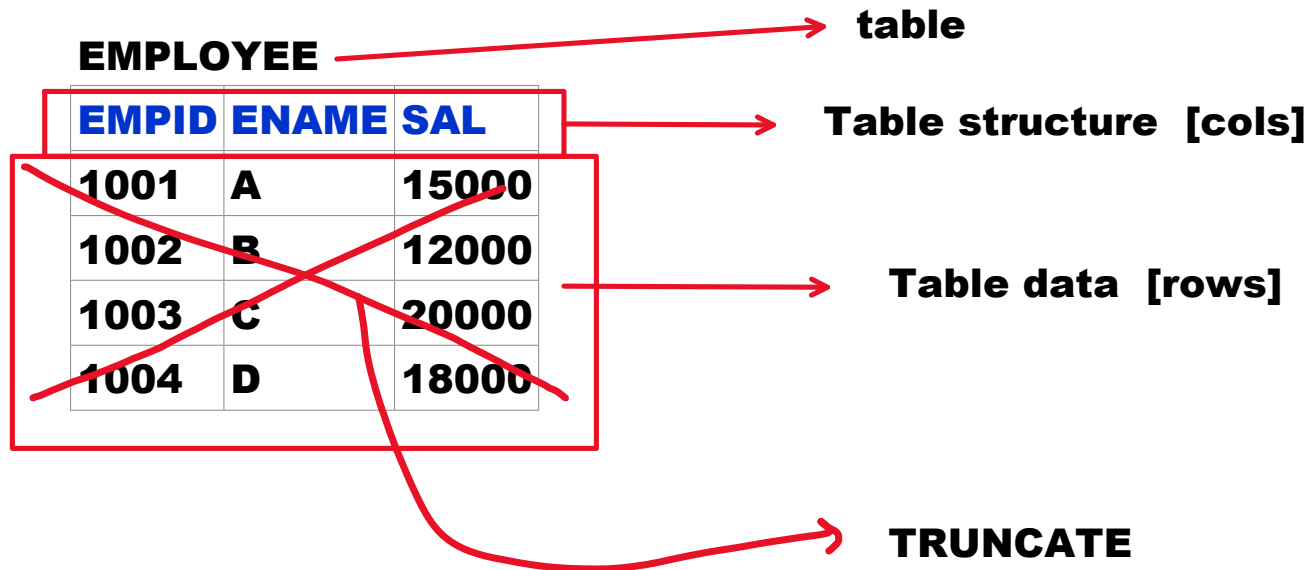 table
EMPLOYEE
EMPID ENAME SAL
Table structure [cols]
1001 A 15000
1002 B 12000
Table data [rows]
1003 C 20000
1004 D 18000
TRUNCATE